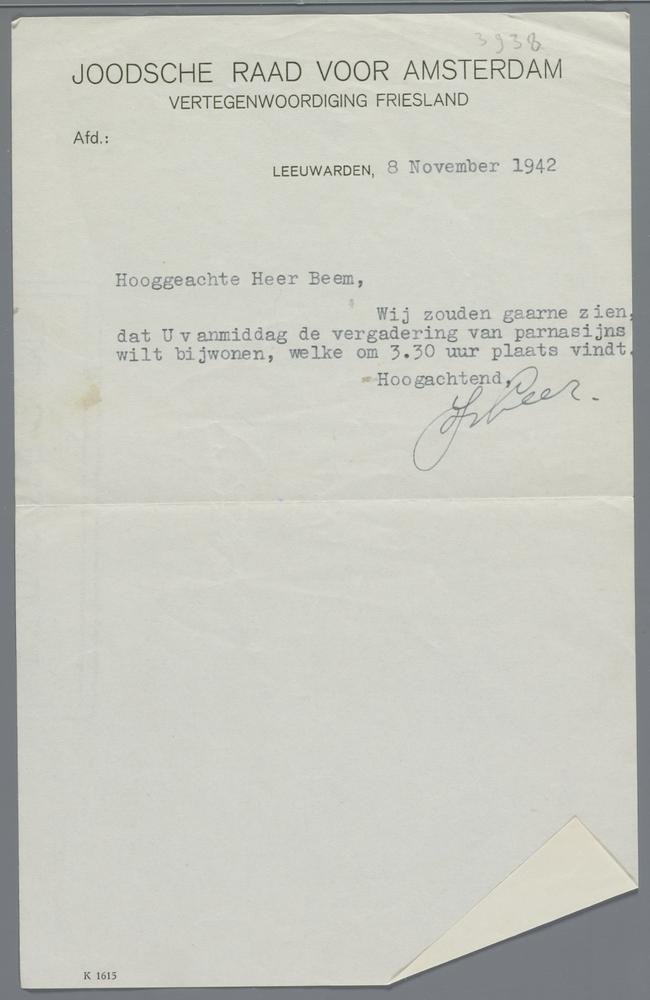 3938
JOODSCHE RAAD VOOR AMSTERDAM
VERTEGENWOORDIGING FRIESLAND
Afd.:
LEEUWARDEN, 8 November 1942
Hooggeachte Heer Beem,
Wij zouden gaarne zien,
dat U vanmiddag de vergadering van parnasijns
wilt bijwonen, welke om 3.30 uur plaats vindt.
Hoogachtend,
K 1615